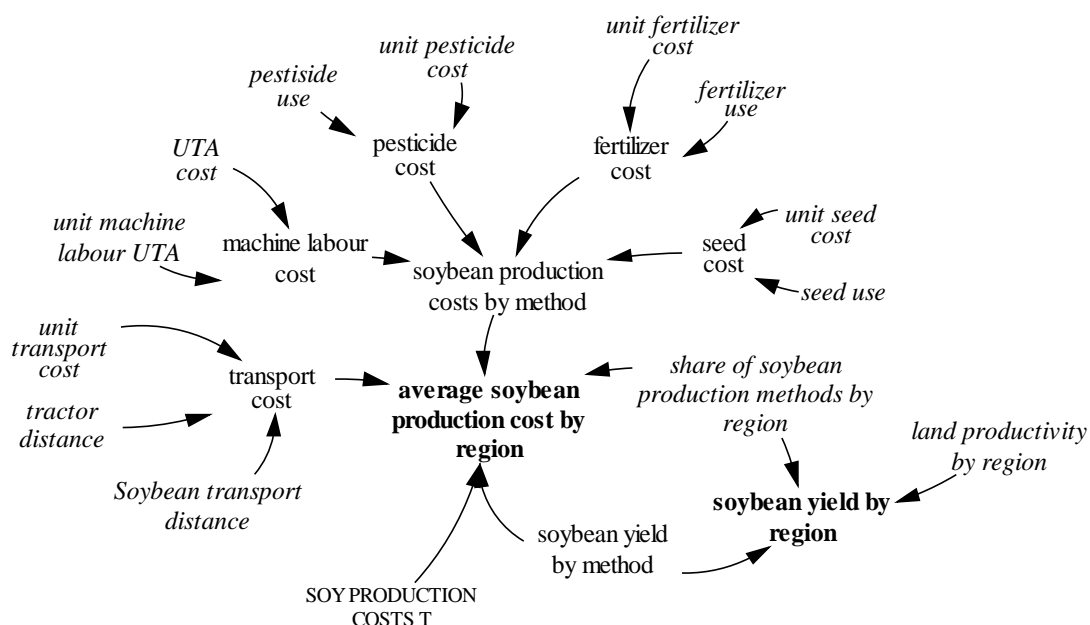 unit fertilizer
cost
unit pesticide
cost
pestiside
use
fertilizer
use
UTA
cost
pesticide
cost
fertilizer
cost
unit machine
labour UTA
machine labour
cost
soybean production
costs by method
seed
cost
unit seed
cost
seed use
unit
transport
cost
transport
cost
average soybean
production cost by
region
share of soybean
production methods by
region
tractor
distance
land productivity
by region
Soybean transport
distance
soybean yield by
region
soybean yield
by method
SOY PRODUCTION
COSTS T